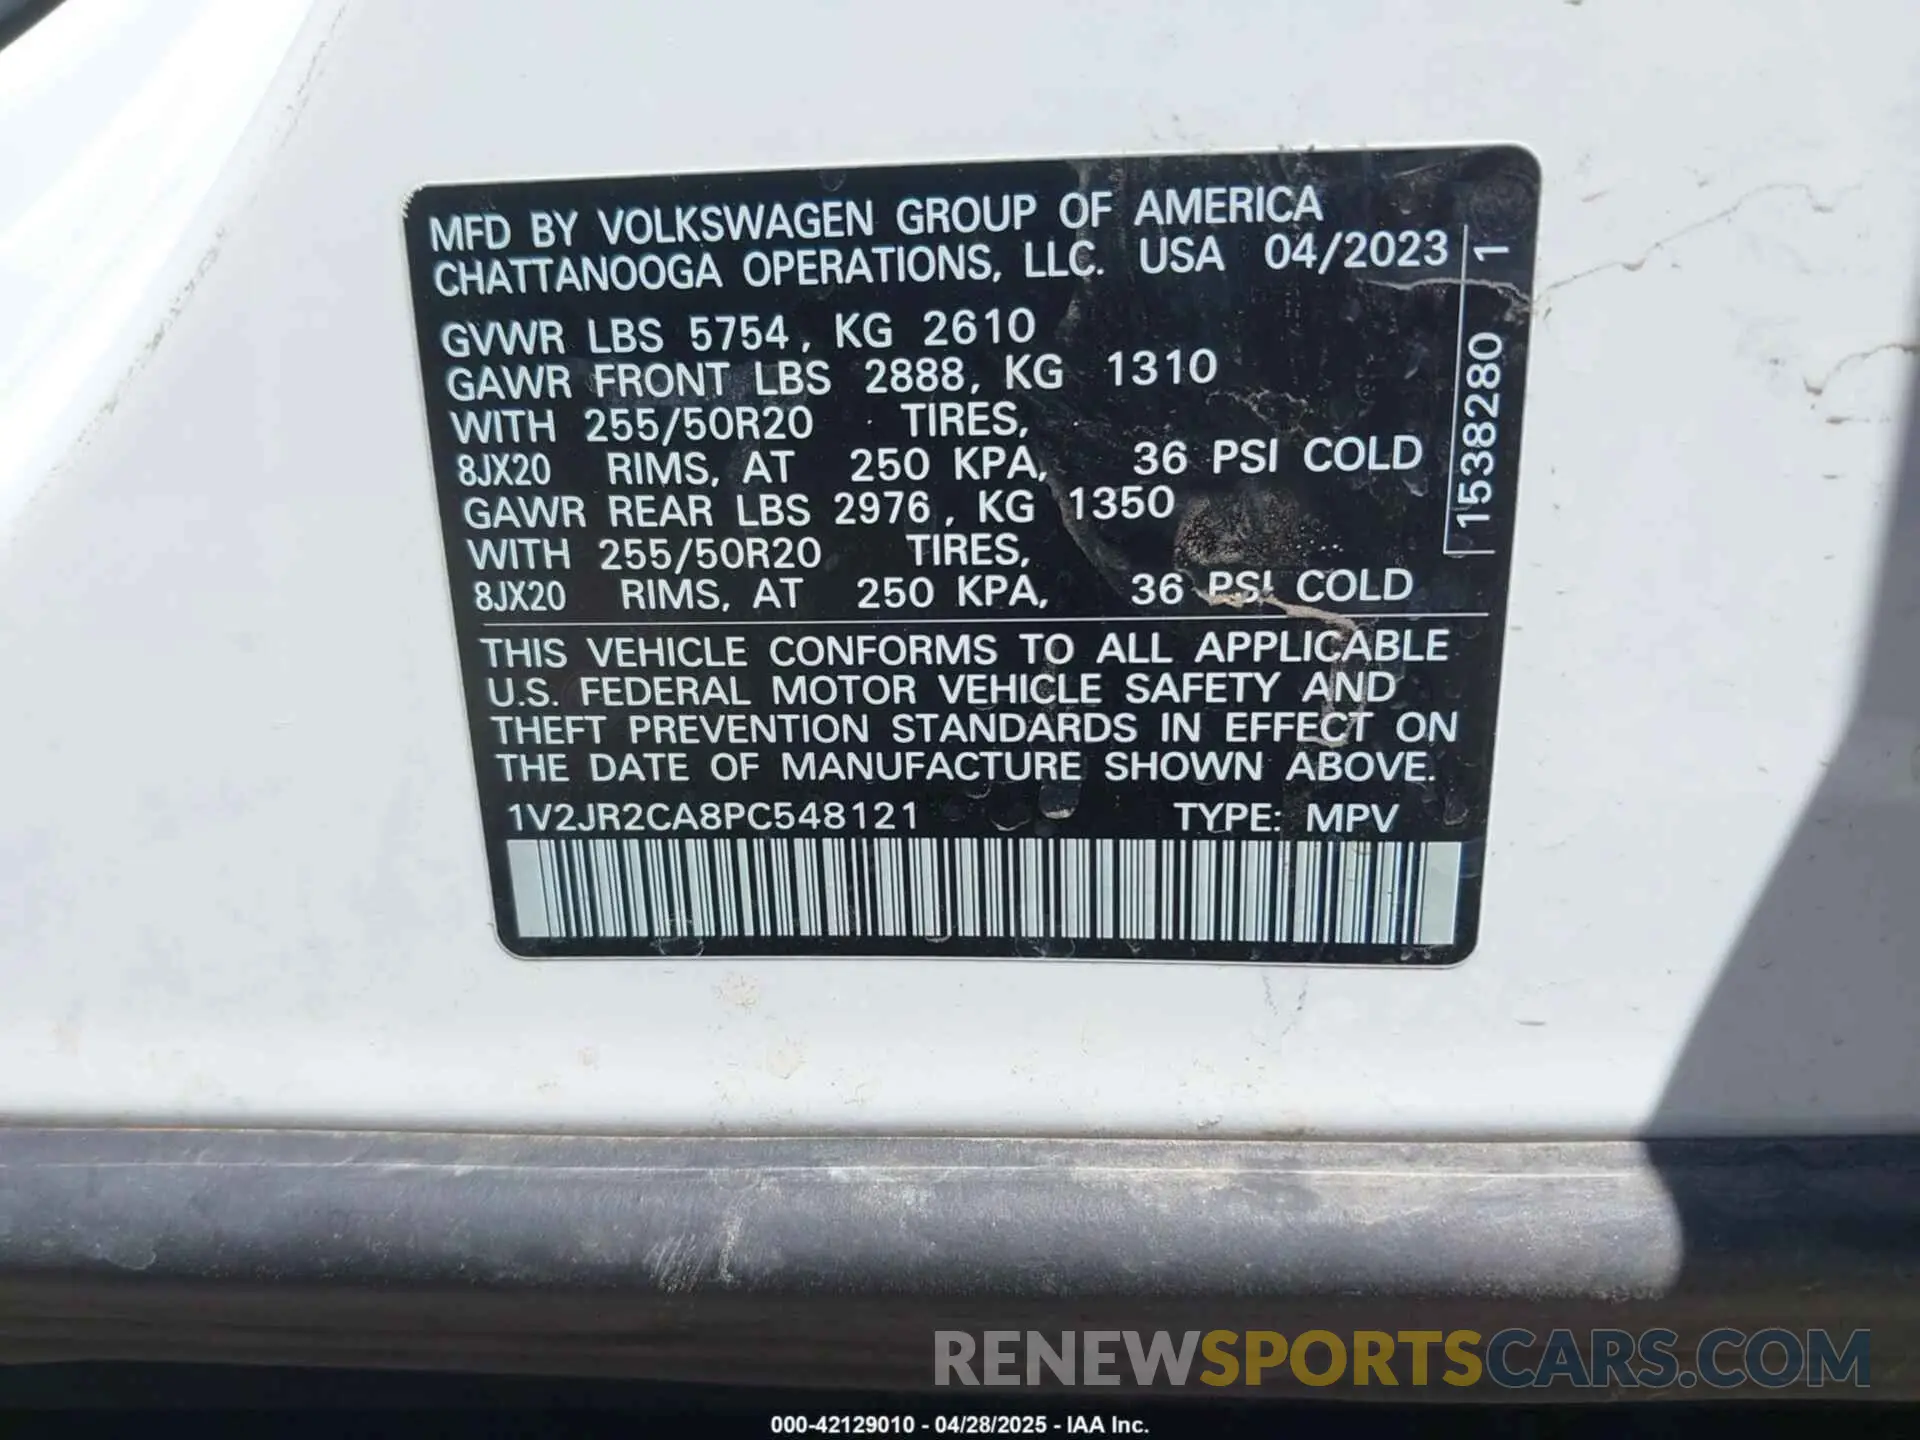 MFD BY VOLKSWAGEN GROUP OF AMERICA
CHATTANOOGA OPERATIONS, LLC. USA 04/2023
GVWR LBS 5754, KG 2610
GAWR FRONT LBS 2888, KG 1310
WITH 255/50R20 TIRES,
8JX20 RIMS, AT 250 KPA, 36 PSI COLD
GAWR REAR LBS 2976, KG 1350
WITH 255/50R20 TIRES,
8JX20 RIMS, AT 250 KPA, 36 PSI COLD
THIS VEHICLE CONFORMS TO ALL APPLICABLE
U.S. FEDERAL MOTOR VEHICLE SAFETY AND
THEFT PREVENTION STANDARDS IN EFFECT ON
THE DATE OF MANUFACTURE SHOWN ABOVE.
1V2JR2CA8PC548121 TYPE: MPV
15382801
RENEWSPORTSCARS.COM
000-42129010 - 04/28/2025 - IAA Inc.